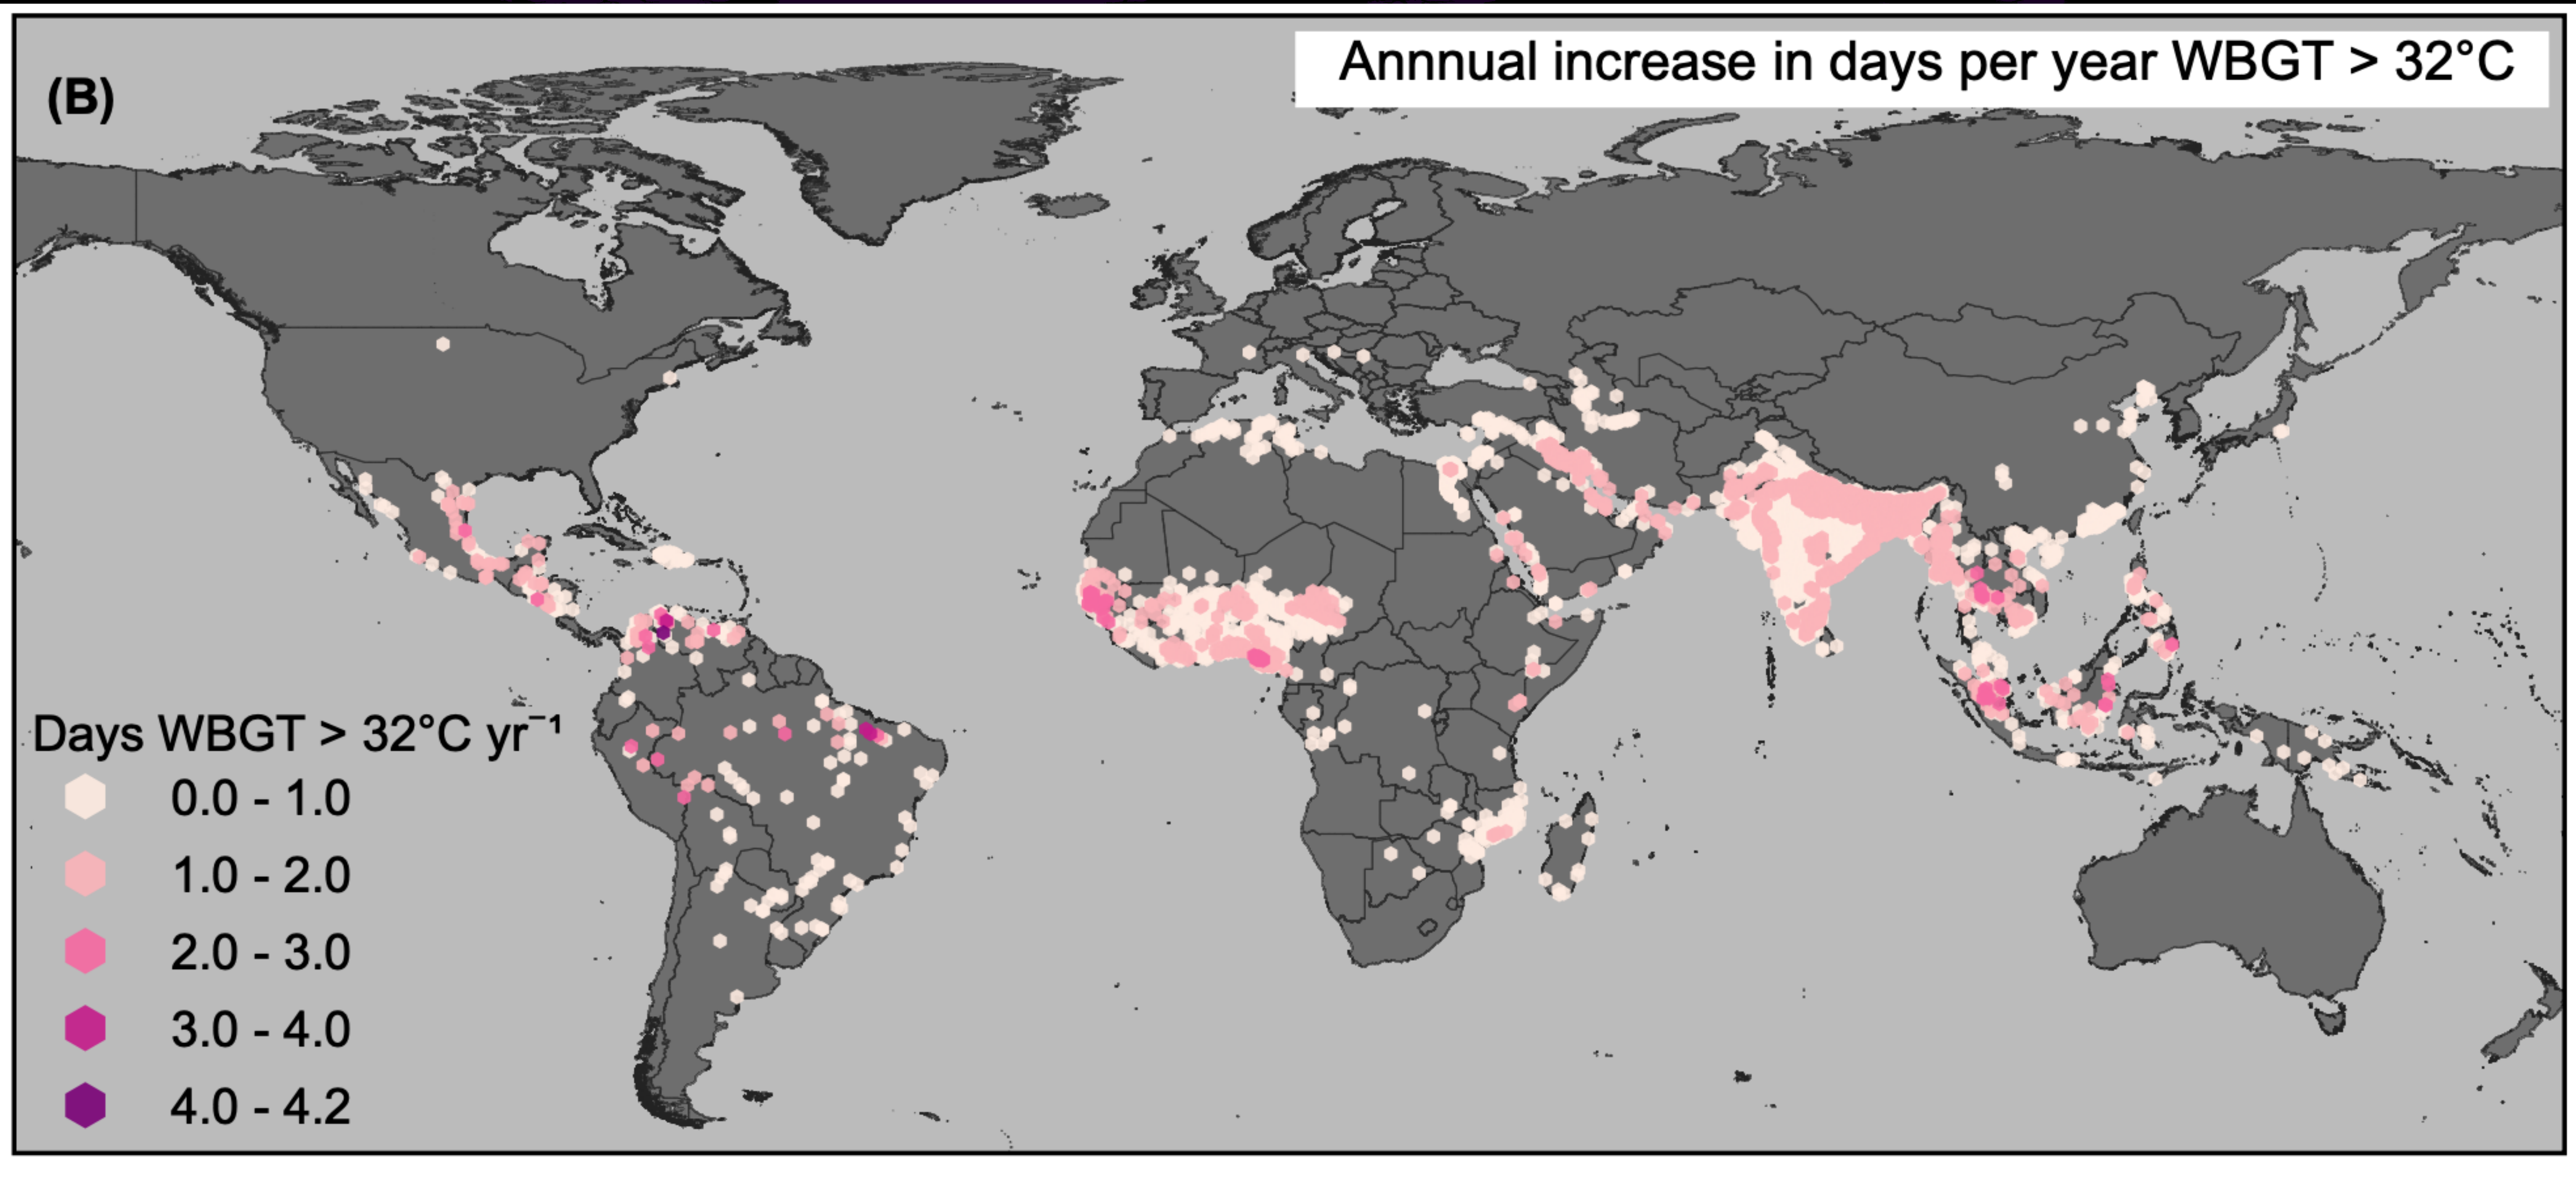 Annnual increase in days per year WBGT > 32°C
(B)
Days WBGT > 32°C yr⁻¹
0.0 - 1.0
1.0 - 2.0
2.0 - 3.0
3.0 - 4.0
4.0 - 4.2